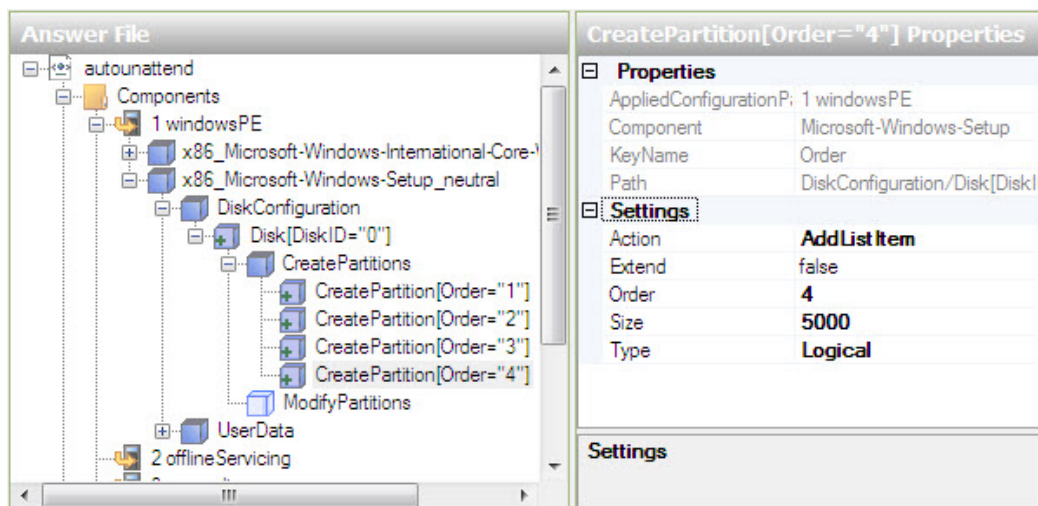 Answer File
autounattend
Components
1 windowsPE
x86_Microsoft-Windows-International-Core-
x86_Microsoft-Windows-Setup_neutral
DiskConfiguration
Disk[DiskID="0"]
CreatePartitions
CreatePartition[Order="1"]
CreatePartition[Order="2"]
CreatePartition[Order="3"]
CreatePartition[Order="4"]
ModifyPartitions
UserData
2 offlineServicing
CreatePartition[Order="4"] Properties
Properties
AppliedConfigurationPa 1 windowsPE
Component Microsoft-Windows-Setup
KeyName Order
Path DiskConfiguration/Disk[DiskI
Settings
Action AddListItem
Extend false
Order 4
Size 5000
Type Logical
Settings